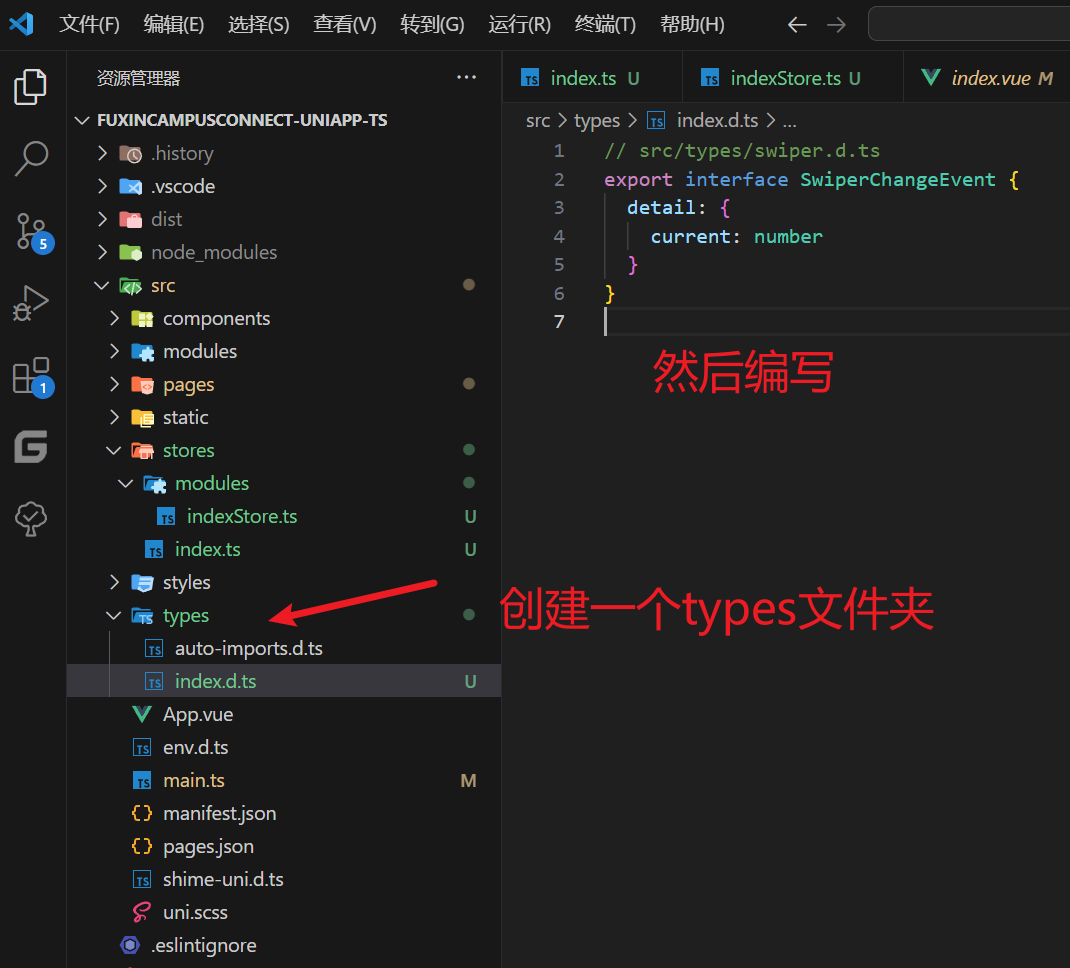 文件(F) 编辑(E) 选择(S) 查看(V) 转到(G) 运行(R) 终端(T) 帮助(H)
资源管理器 ···
FUXINCAMPUSCONNECT-UNIAPP-TS
.history
.vscode
dist
node_modules
src
components
modules
pages
static
stores
modules
indexStore.ts U
index.ts U
styles
types
auto-imports.d.ts
index.d.ts U
App.vue
env.d.ts
main.ts M
manifest.json
pages.json
shime-uni.d.ts
uni.scss
.eslintignore
5
1
TS index.ts U TS indexStore.ts U index.vue M
src > types > TS index.d.ts > ...
1 // src/types/swiper.d.ts
2 export interface SwiperChangeEvent {
3 detail: {
4 current: number
5 }
6 }
7
然后编写
创建一个types文件夹